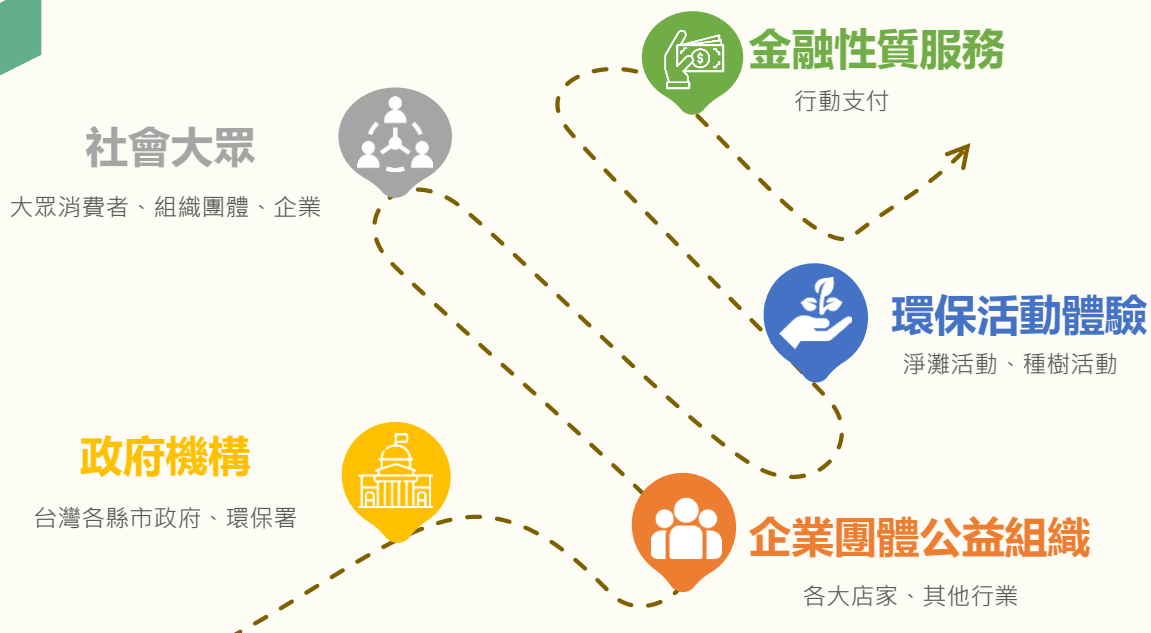 金融性質服務
行動支付
社會大眾
大眾消費者、組織團體、企業
環保活動體驗
淨灘活動、種樹活動
政府機構
台灣各縣市政府、環保署
企業團體公益組織
各大店家、其他行業